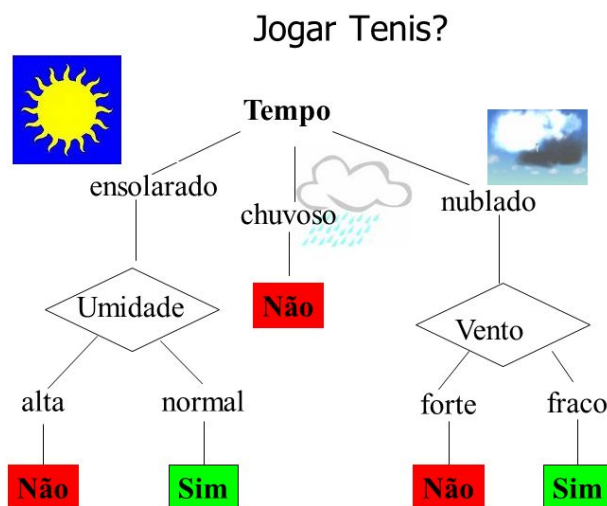 Jogar Tenis?
Tempo
ensolarado
chuvoso
nublado
Umidade
Não
Vento
alta
normal
forte
fraco
Não
Sim
Não
Sim